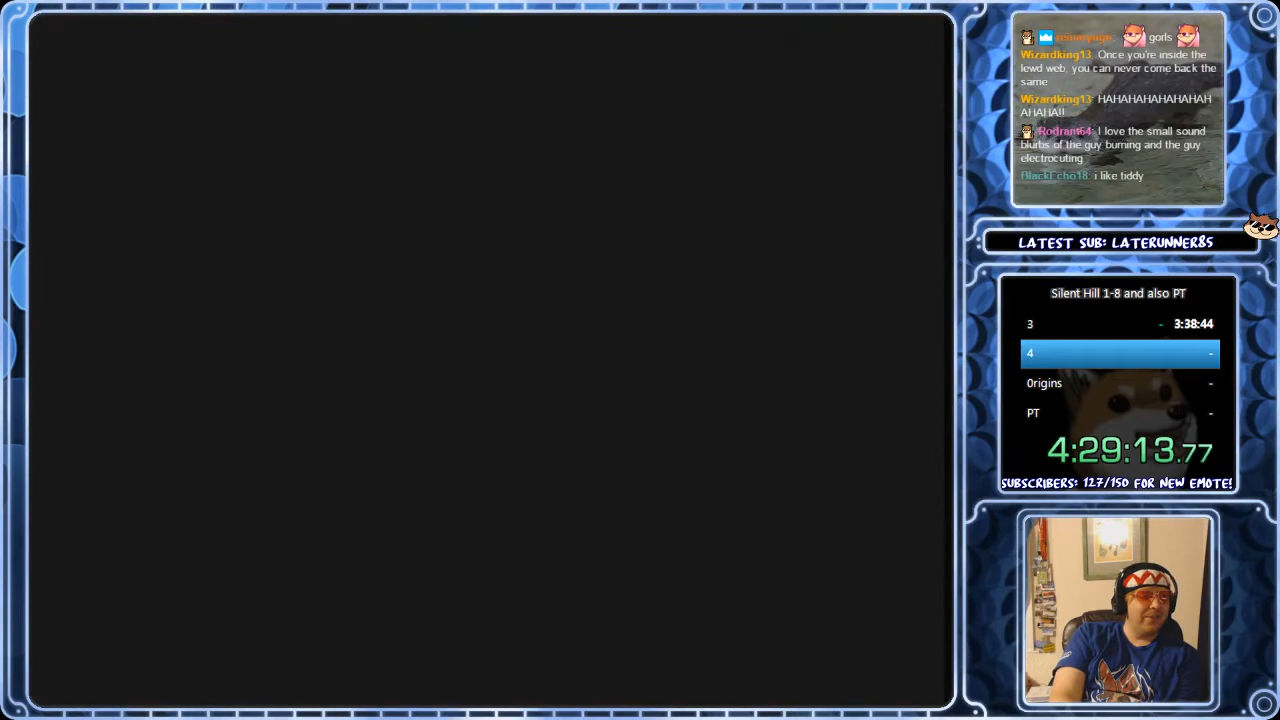 gorls
Wizardking13: Once you're inside the
lewd web, you can never come back the
same
Wizardking13: HAHAHAHAHAHAHAH
AHAHA!!
Rodrant64: I love the small sound
blurbs of the guy burning and the guy
electrocuting
BlackEcho18: i like tiddy
LATEST SUB: LATERUNNER85
Silent Hill 1-8 and also PT
3 - 3:38:44
4 -
0rigins -
PT -
4:29:13.77
SUBSCRIBERS: 127/150 FOR NEW EMOTE!